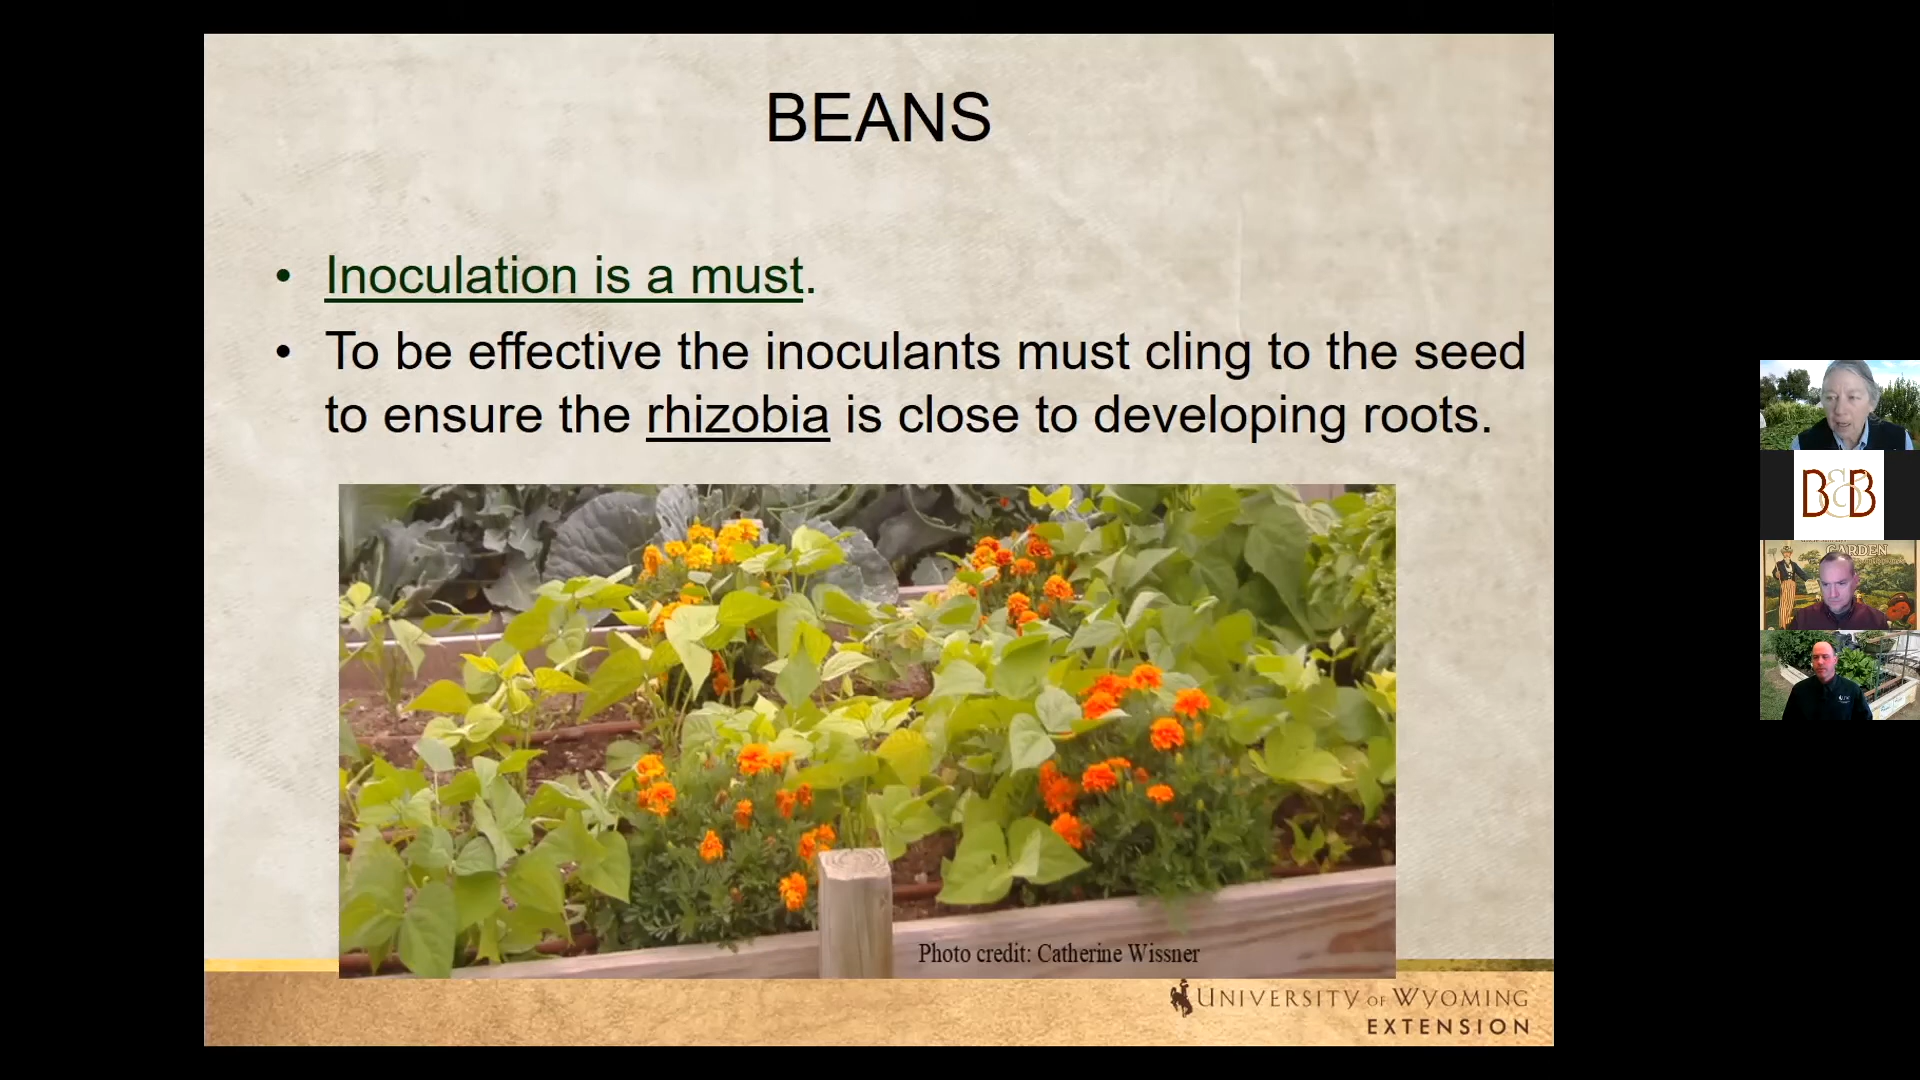 BEANS
• Inoculation is a must.
• To be effective the inoculants must cling to the seed
to ensure the rhizobia is close to developing roots.
Photo credit: Catherine Wissner
UNIVERSITY OF WYOMING
EXTENSION
B&B
GARDEN